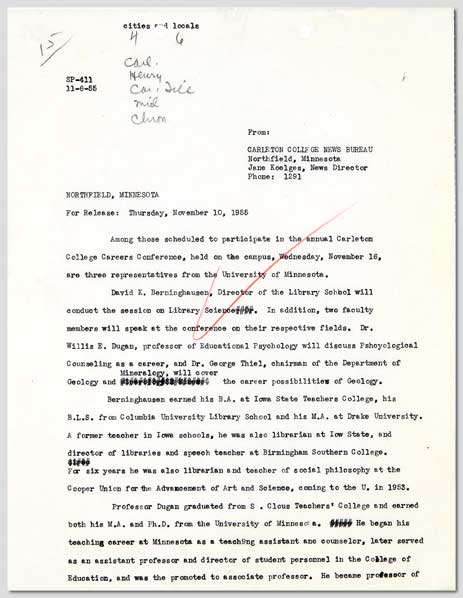 cities and locals
15
4 6
Carl.
Henry
SP-411
11-6-55
Car. File
mid
Chron
From:
CARLETON COLLEGE NEWS BUREAU
Northfield, Minnesota
Jane Koelges, News Director
Phone: 1291
NORTHFIELD, MINNESOTA
For Release: Thursday, November 10, 1955
Among those scheduled to participate in the annual Carleton
College Careers Conference, held on the campus, Wednesday, November 16,
are three representatives from the University of Minnesota.
David K. Berninghausen, Director of the Library School will
conduct the session on Library Science####. In addition, two faculty
members will speak at the conference on their respective fields. Dr.
Willis E. Dugan, professor of Educational Psychology will discuss Pshcyological
Counseling as a career, and Dr. George Thiel, chairman of the Department of
Mineralogy, will cover
Geology and the career possibilities of Geology.
Berninghausen earned his B.A. at Iowa State Teachers College, his
B.L.S. from Columbia University Library School and his M.A. at Drake University.
A former teacher in Iowa schools, he was also librarian at Iow State, and
director of libraries and speech teacher at Birmingham Southern College.
For six years he was also librarian and teacher of social philosophy at the
Cooper Union for the Advancement of Art and Science, coming to the U. in 1953.
Professor Dugan graduated from S . Clous Teachers' College and earned
both his M.A. and Ph.D. from the University of Minnesota. ##### He began his
teaching career at Minnesota as a teach9ng assistant anc counselor, later served
as an assistant professor and director of student personnel in the College of
Education, and was the promoted to associate professor. He became professor of